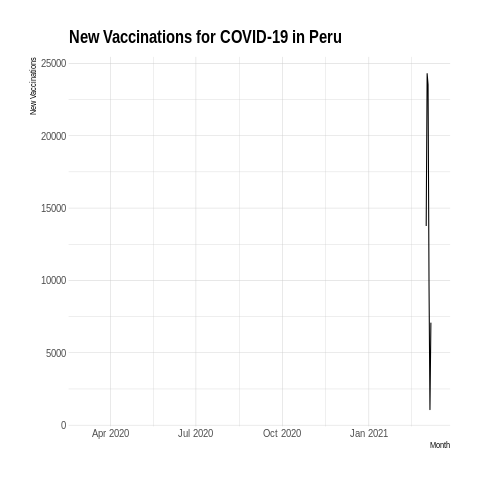 New Vaccinations for COVID-19 in Peru
New Vaccinations
25000
20000
15000
10000
5000
0
Apr 2020 Jul 2020 Oct 2020 Jan 2021
Month